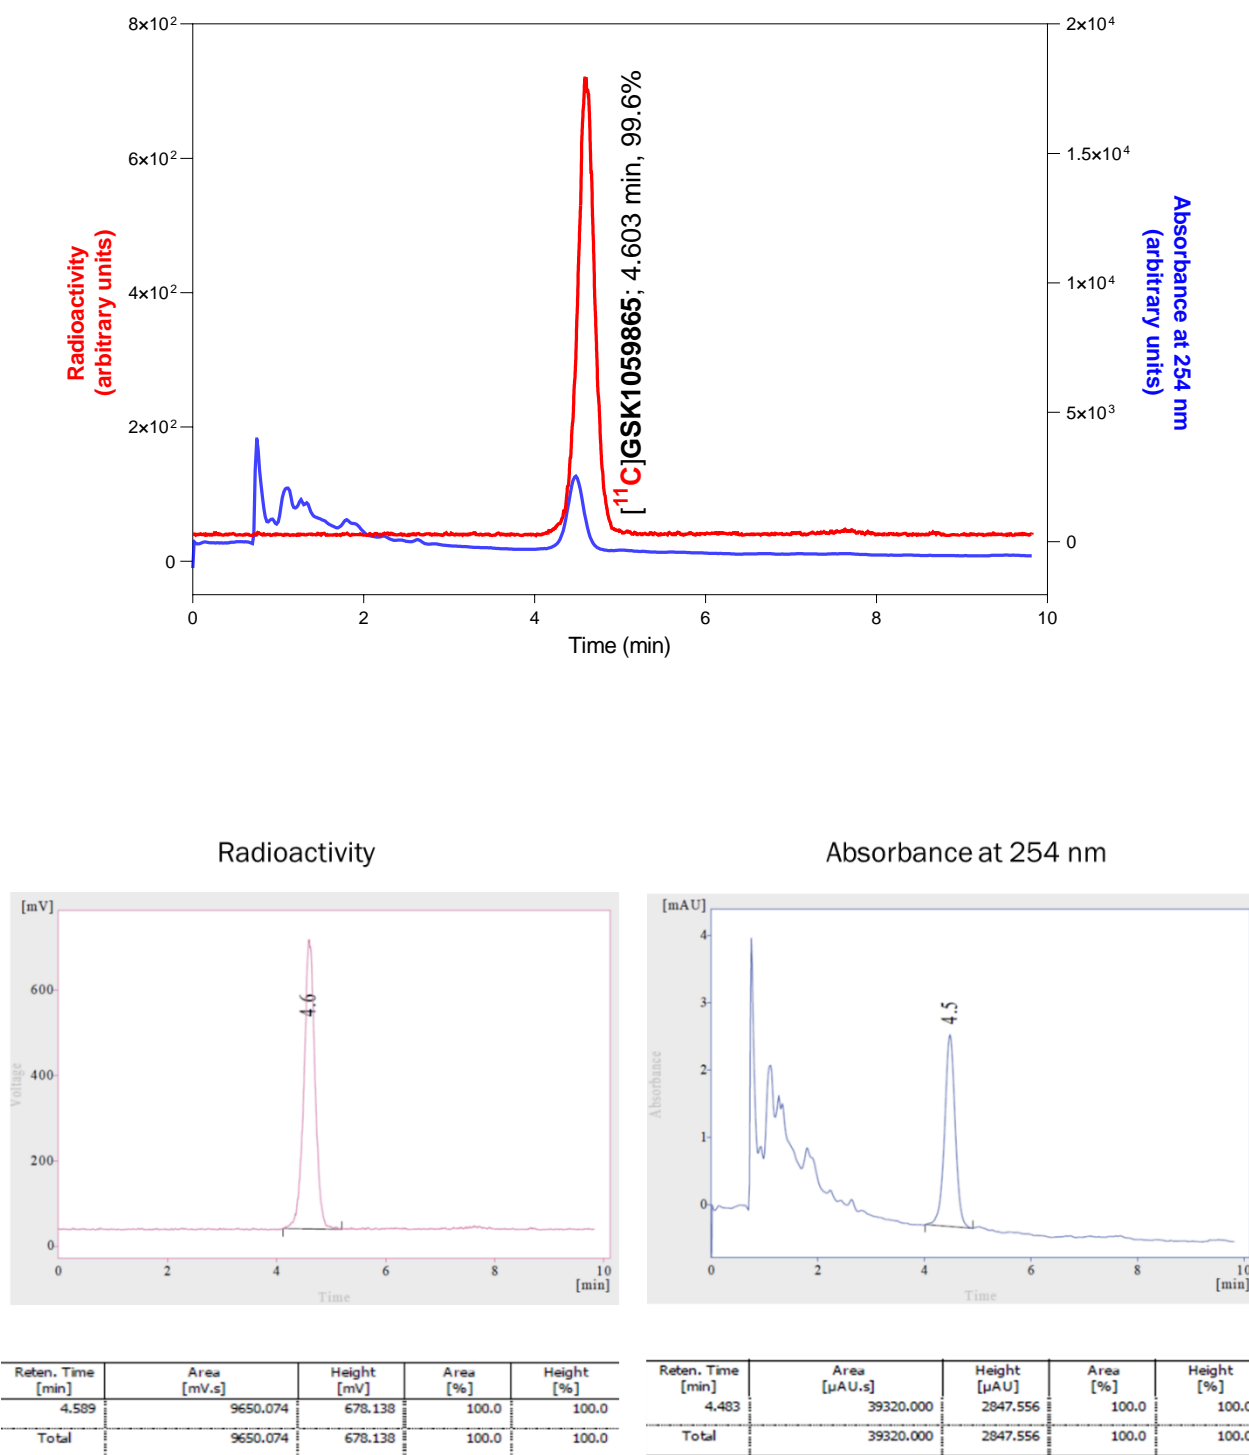 8×10²
6×10²
4×10²
2×10²
0
Radioactivity
(arbitrary units)
[¹¹C]GSK1059865; 4.603 min, 99.6%
2×10⁴
1.5×10⁴
1×10⁴
5×10³
0
Absorbance at 254 nm
(arbitrary units)
0 2 4 6 8 10
Time (min)
Radioactivity
[mV]
600
400
200
0
Voltage
4.6
0 2 4 6 8 10
[min]
Time
Absorbance at 254 nm
[mAU]
4
3
2
1
0
Absorbance
4.5
0 2 4 6 8 10
[min]
Time
Reten. Time Area Height Area Height
[min] [mV.s] [mV] [%] [%]
4.589 9650.074 678.138 100.0 100.0
Total 9650.074 678.138 100.0 100.0
Reten. Time Area Height Area Height
[min] [µAU.s] [µAU] [%] [%]
4.483 39320.000 2847.556 100.0 100.0
Total 39320.000 2847.556 100.0 100.0